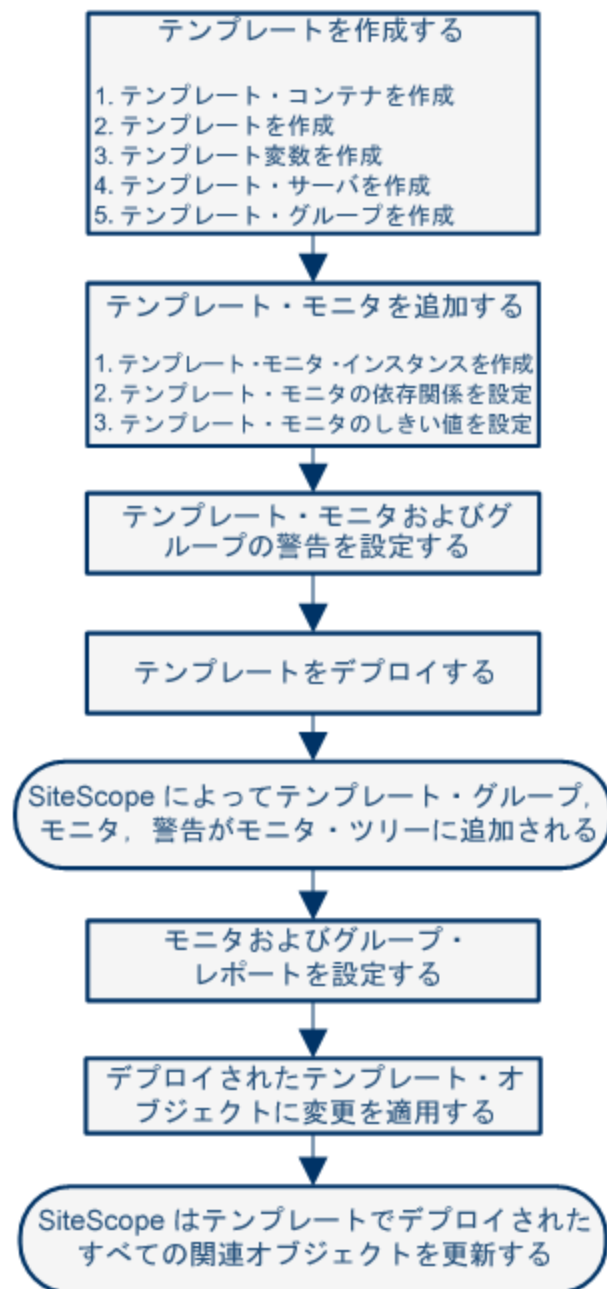 テンプレートを作成する
1. テンプレート・コンテナを作成
2. テンプレートを作成
3. テンプレート変数を作成
4. テンプレート・サーバを作成
5. テンプレート・グループを作成
テンプレート・モニタを追加する
1. テンプレート・モニタ・インスタンスを作成
2. テンプレート・モニタの依存関係を設定
3. テンプレート・モニタのしきい値を設定
テンプレート・モニタおよびグ
ループの警告を設定する
テンプレートをデプロイする
SiteScope によってテンプレート・グループ,
モニタ, 警告がモニタ・ツリーに追加される
モニタおよびグループ・
レポートを設定する
デプロイされたテンプレート・オ
ブジェクトに変更を適用する
SiteScope はテンプレートでデプロイされた
すべての関連オブジェクトを更新する